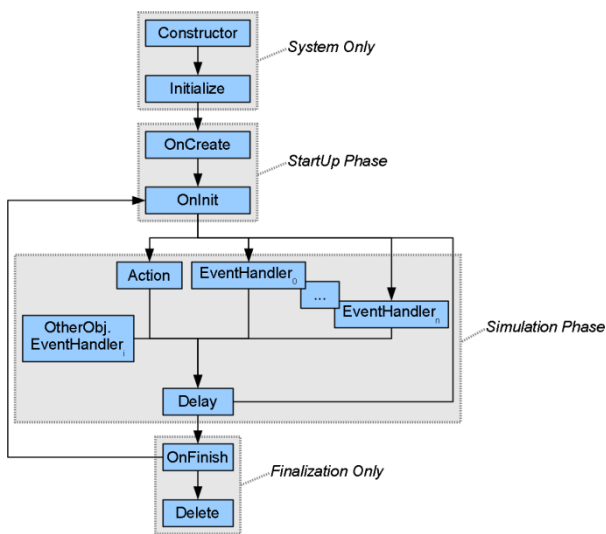 Constructor
System Only
Initialize
OnCreate
StartUp Phase
OnInit
Action
EventHandler0
...
EventHandlern
OtherObj.
EventHandleri
Simulation Phase
Delay
OnFinish
Finalization Only
Delete